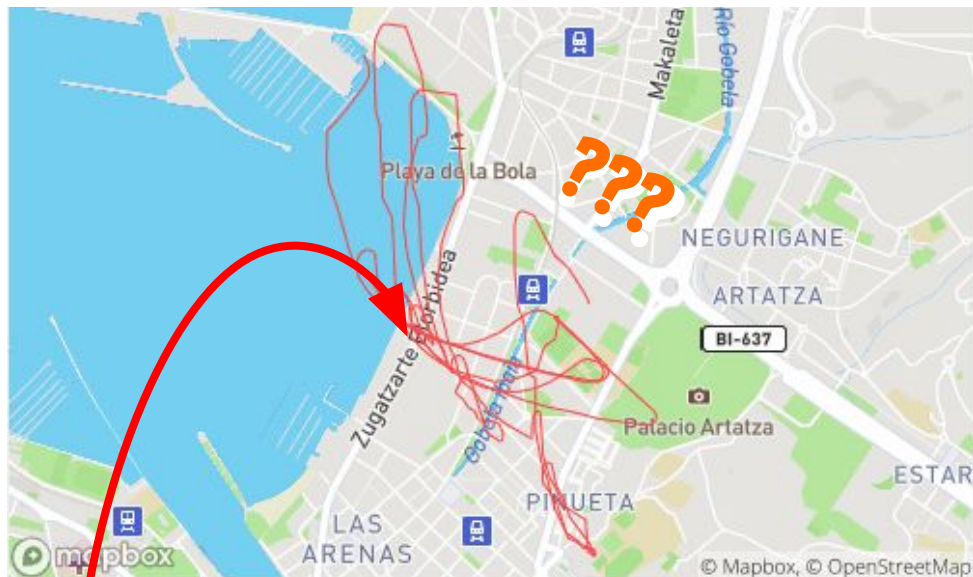 Makaleta
Río Gobela
Playa de la Bola
???
NEGURIGANE
ARTATZA
BI-637
Zugatzarte Etorbidea
Gobela Ibaia
Palacio Artatza
ESTAR
PINUETA
LAS
ARENAS
mapbox
© Mapbox, © OpenStreetMap